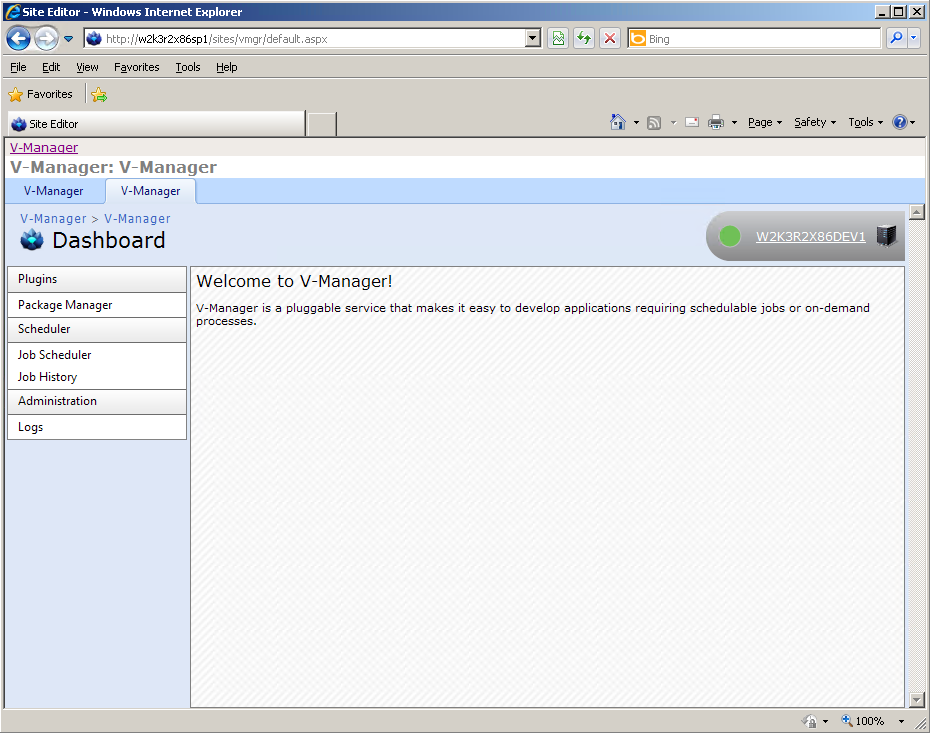 Site Editor - Windows Internet Explorer
http://w2k3r2x86sp1/sites/vmgr/default.aspx
Bing
File Edit View Favorites Tools Help
Favorites
Site Editor
Page Safety Tools
V-Manager
V-Manager: V-Manager
V-Manager V-Manager
V-Manager > V-Manager
Dashboard
W2K3R2X86DEV1
Plugins
Package Manager
Scheduler
Job Scheduler
Job History
Administration
Logs
Welcome to V-Manager!
V-Manager is a pluggable service that makes it easy to develop applications requiring schedulable jobs or on-demand
processes.
100%